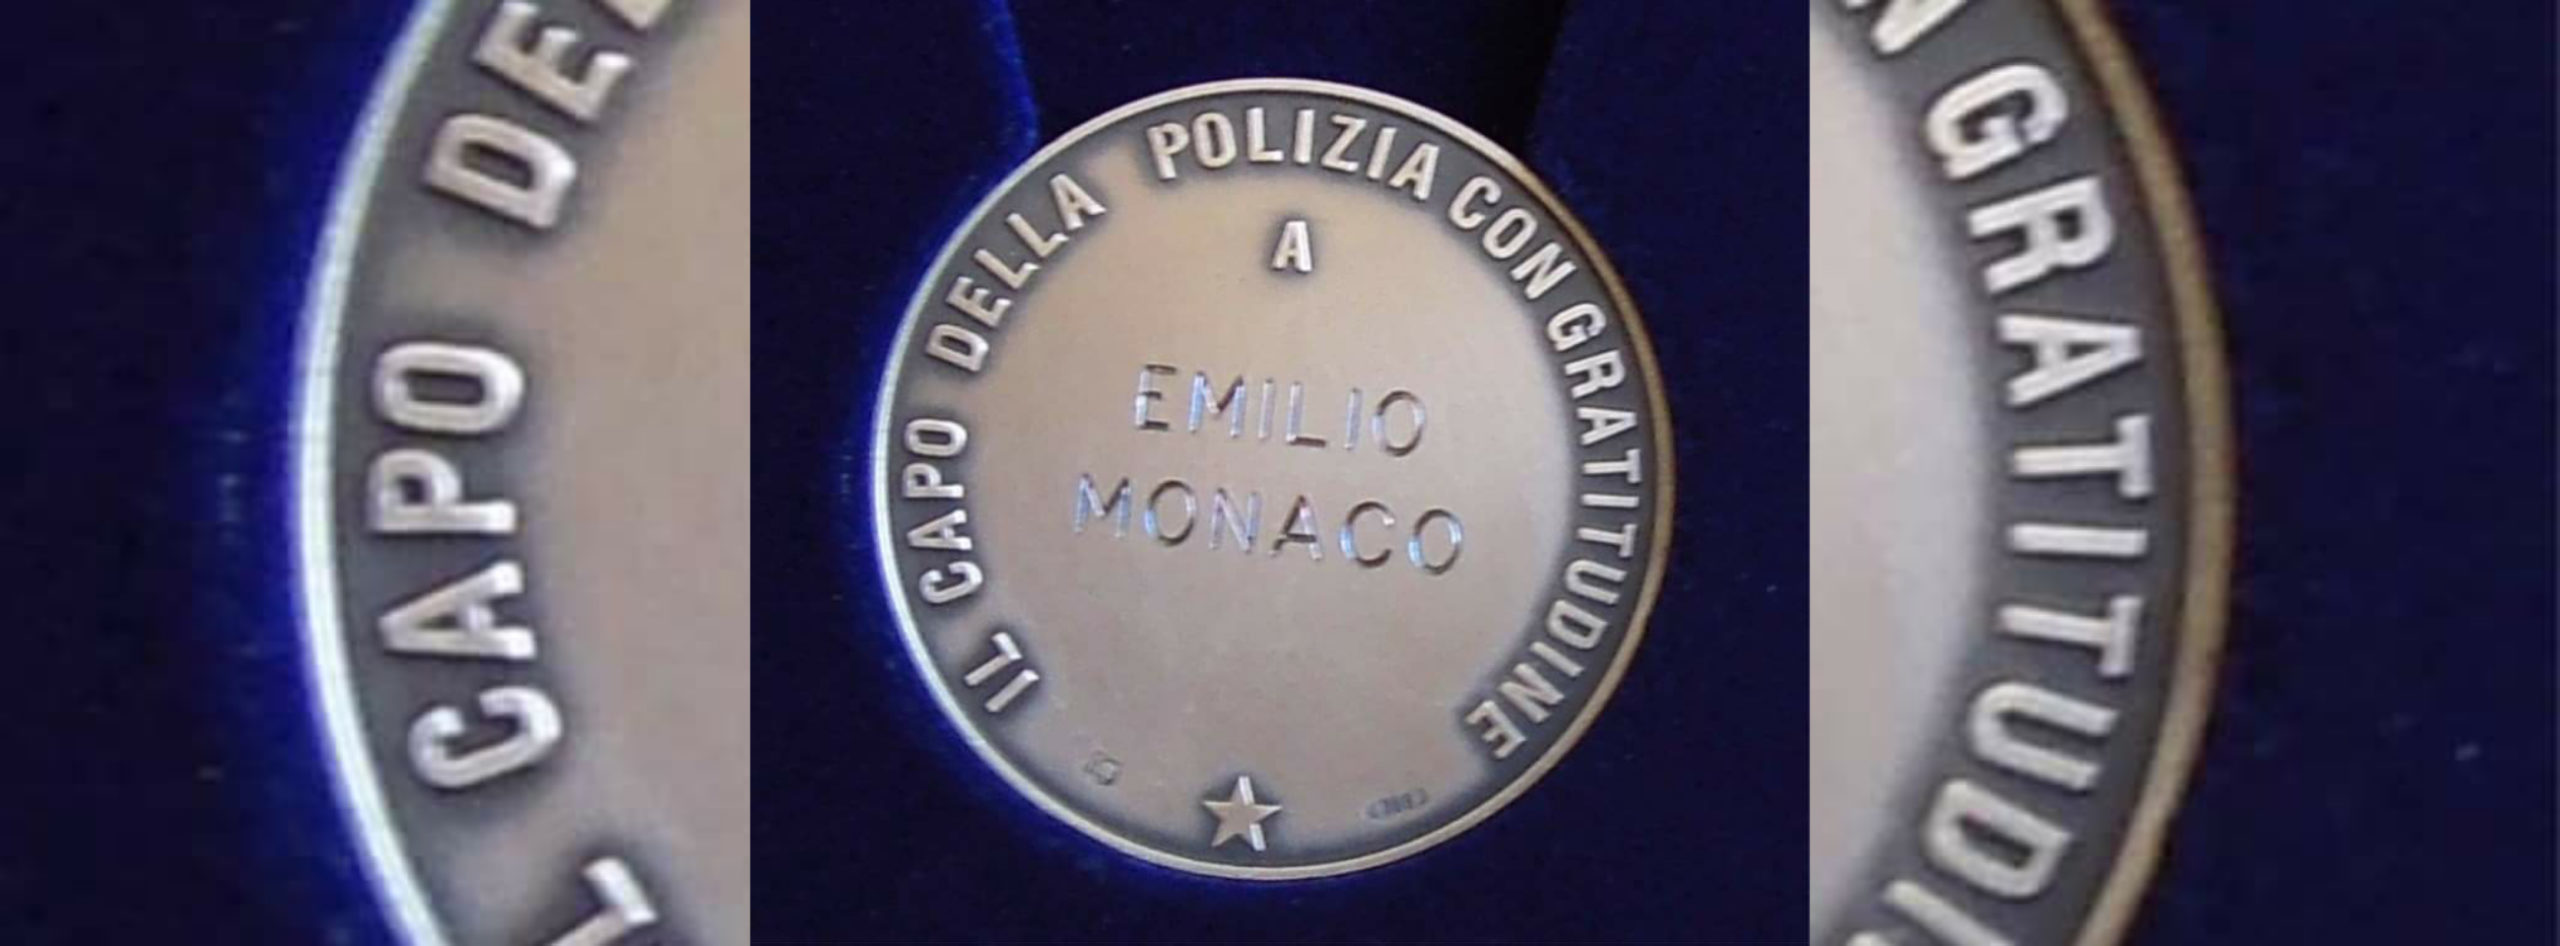 IL CAPO DELLA POLIZIA CON GRATITUDINE
A
EMILIO
MONACO